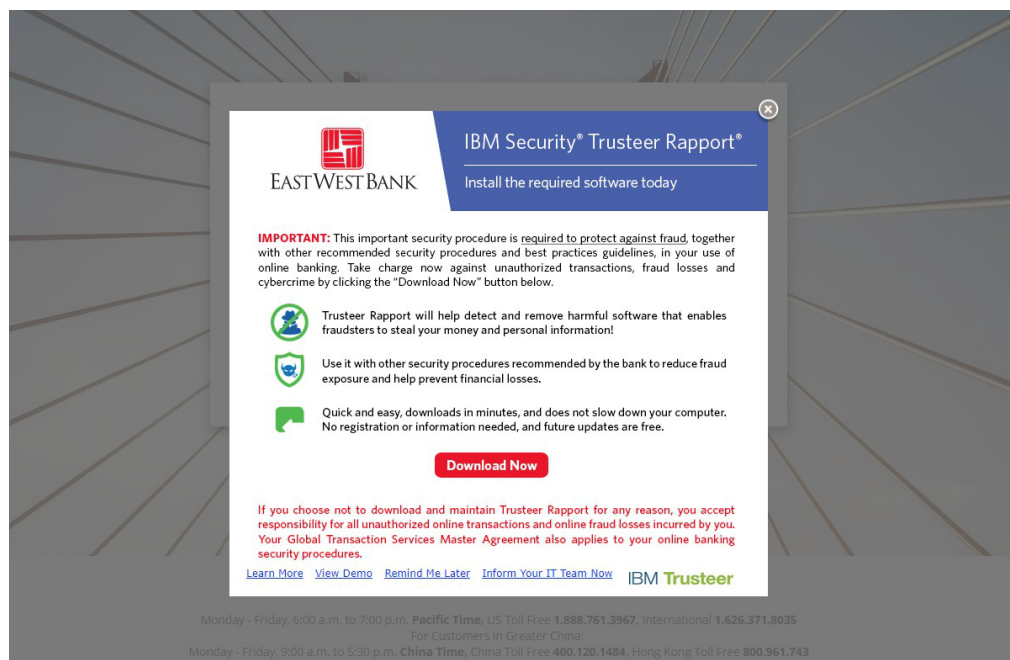 EASTWESTBANK
IBM Security® Trusteer Rapport®
Install the required software today
IMPORTANT: This important security procedure is required to protect against fraud, together
with other recommended security procedures and best practices guidelines, in your use of
online banking. Take charge now against unauthorized transactions, fraud losses and
cybercrime by clicking the “Download Now” button below.
Trusteer Rapport will help detect and remove harmful software that enables
fraudsters to steal your money and personal information!
Use it with other security procedures recommended by the bank to reduce fraud
exposure and help prevent financial losses.
Quick and easy, downloads in minutes, and does not slow down your computer.
No registration or information needed, and future updates are free.
Download Now
If you choose not to download and maintain Trusteer Rapport for any reason, you accept
responsibility for all unauthorized online transactions and online fraud losses incurred by you.
Your Global Transaction Services Master Agreement also applies to your online banking
security procedures.
Learn More View Demo Remind Me Later Inform Your IT Team Now IBM Trusteer
Monday - Friday, 6:00 a.m. to 7:00 p.m. Pacific Time, US Toll Free 1.888.761.3967, International 1.626.371.8035
For Customers in Greater China:
Monday - Friday, 9:00 a.m. to 5:30 p.m. China Time, China Toll Free 400.120.1484, Hong Kong Toll Free 800.961.743